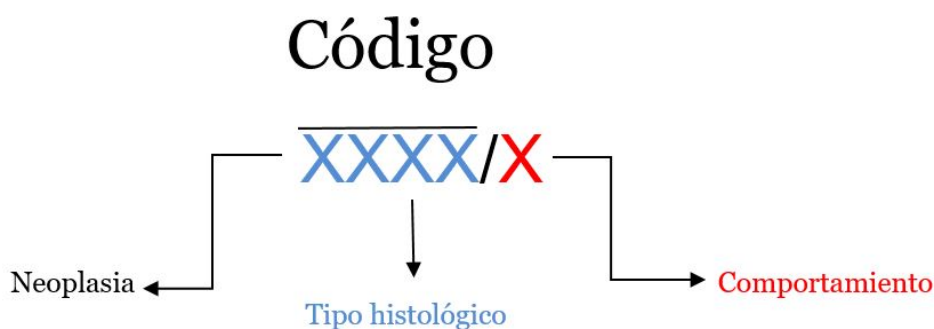 Código
XXXX/X
Neoplasia
Comportamiento
Tipo histológico